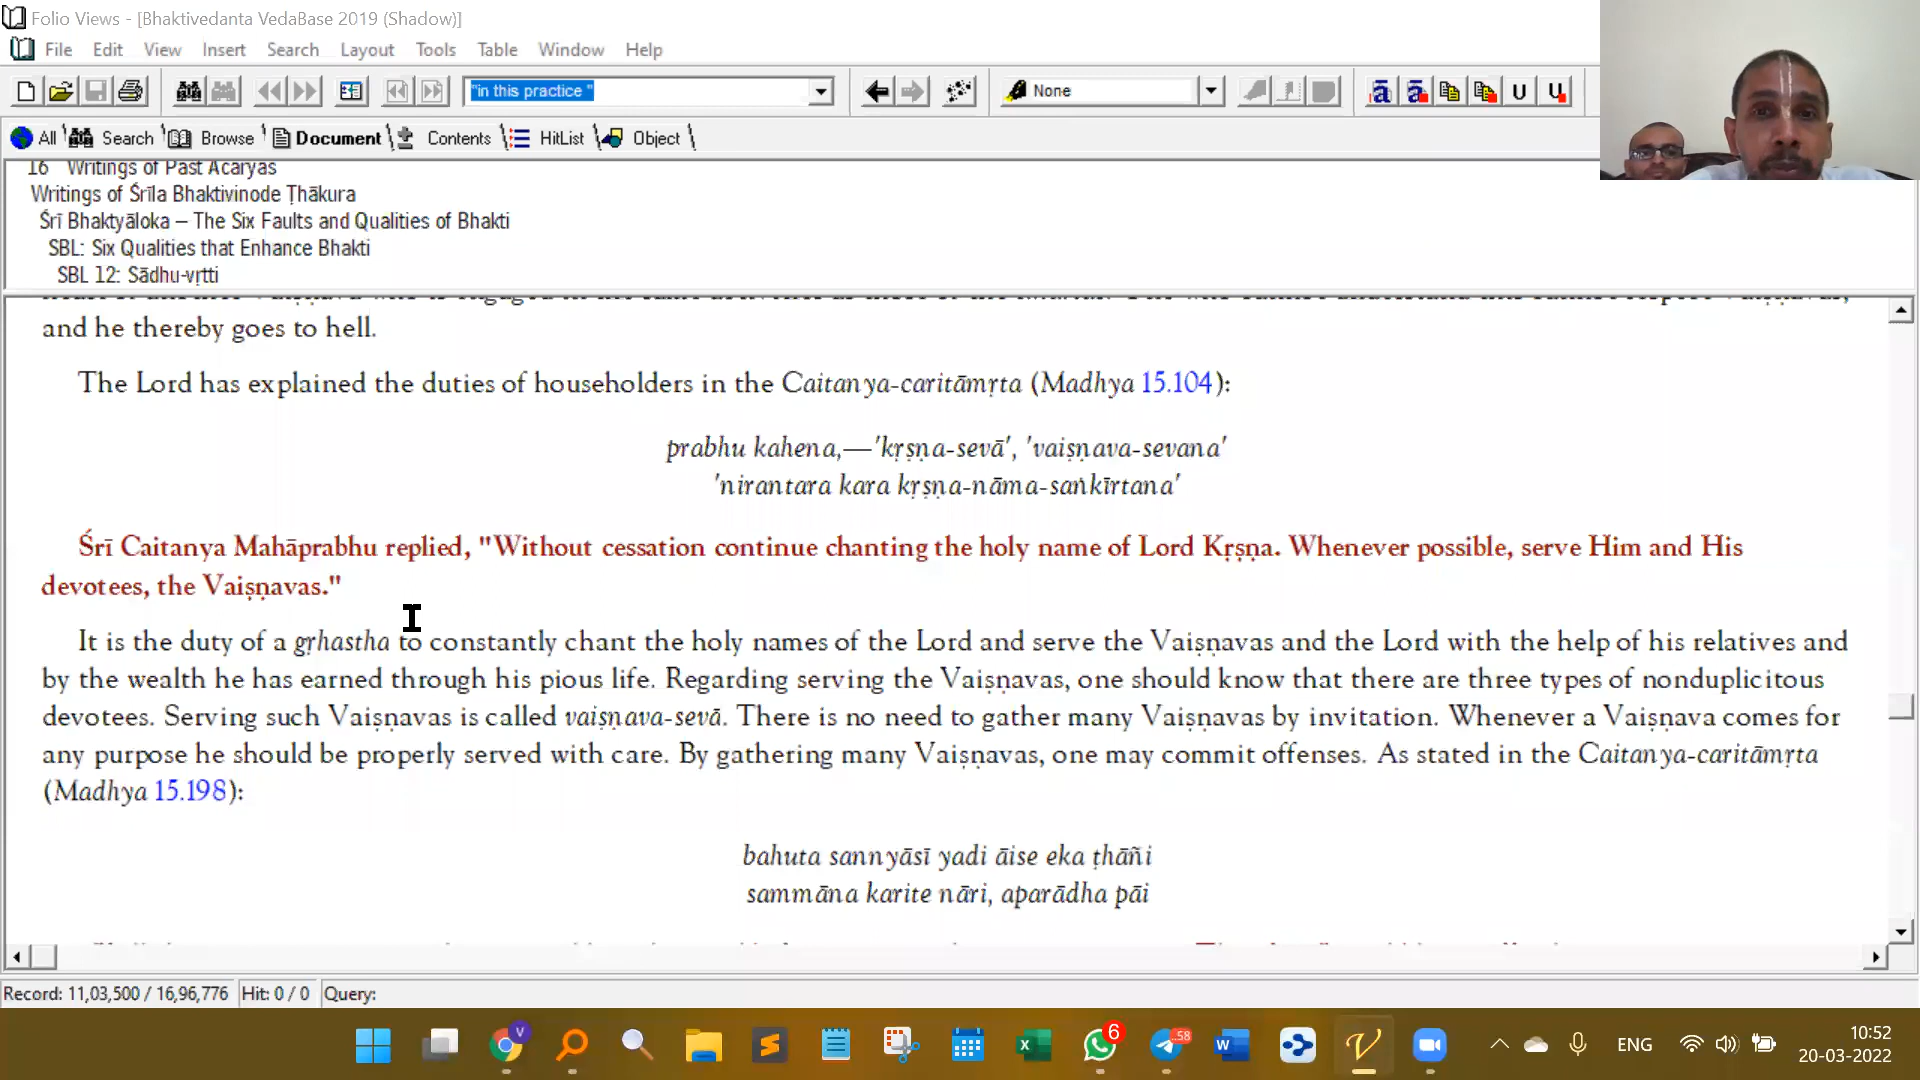 Folio Views - [Bhaktivedanta VedaBase 2019 (Shadow)]
File Edit View Insert Search Layout Tools Table Window Help
"in this practice " None
All Search Browse Document Contents HitList Object
16 Writings of Past Acaryas
Writings of Śrīla Bhaktivinode Ṭhākura
Śrī Bhaktyāloka – The Six Faults and Qualities of Bhakti
SBL: Six Qualities that Enhance Bhakti
SBL 12: Sādhu-vṛtti
and he thereby goes to hell.
The Lord has explained the duties of householders in the Caitanya-caritāmṛta (Madhya 15.104):
prabhu kahena,—'kṛṣṇa-sevā', 'vaiṣṇava-sevana'
'nirantara kara kṛṣṇa-nāma-saṅkīrtana'
Śrī Caitanya Mahāprabhu replied, "Without cessation continue chanting the holy name of Lord Kṛṣṇa. Whenever possible, serve Him and His
devotees, the Vaiṣṇavas."
It is the duty of a gṛhastha to constantly chant the holy names of the Lord and serve the Vaiṣṇavas and the Lord with the help of his relatives and
by the wealth he has earned through his pious life. Regarding serving the Vaiṣṇavas, one should know that there are three types of nonduplicitous
devotees. Serving such Vaiṣṇavas is called vaiṣṇava-sevā. There is no need to gather many Vaiṣṇavas by invitation. Whenever a Vaiṣṇava comes for
any purpose he should be properly served with care. By gathering many Vaiṣṇavas, one may commit offenses. As stated in the Caitanya-caritāmṛta
(Madhya 15.198):
bahuta sannyāsī yadi āise eka ṭhāñi
sammāna karite nāri, aparādha pāi
Record: 11,03,500 / 16,96,776 Hit: 0 / 0 Query:
V 6 58 ENG 10:52
20-03-2022